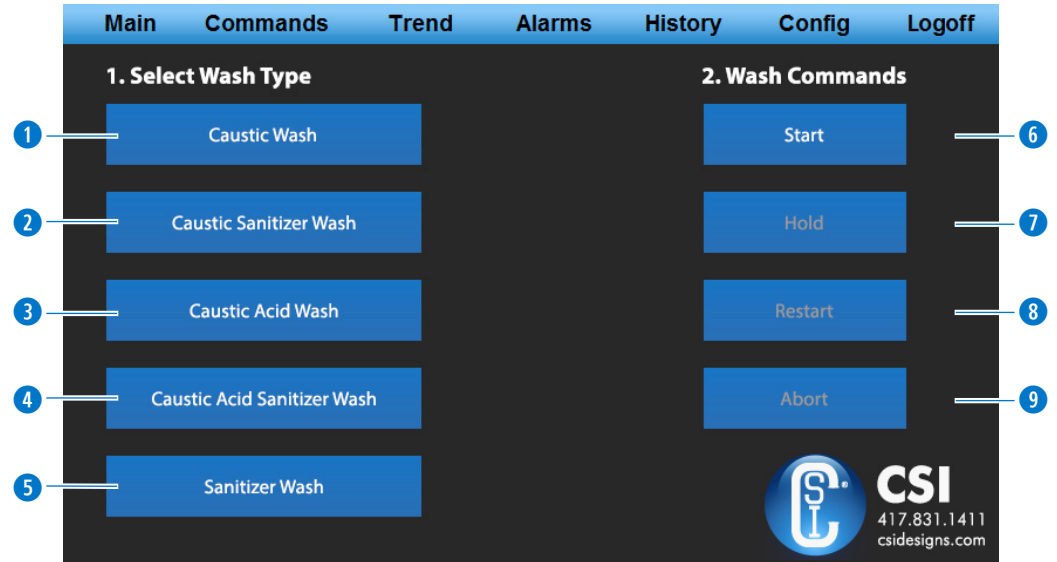 Main Commands Trend Alarms History Config Logoff
1. Select Wash Type
2. Wash Commands
1 Caustic Wash
Start 6
2 Caustic Sanitizer Wash
Hold 7
3 Caustic Acid Wash
Restart 8
4 Caustic Acid Sanitizer Wash
Abort 9
5 Sanitizer Wash
CSI ®
CSI
417.831.1411
csidesigns.com